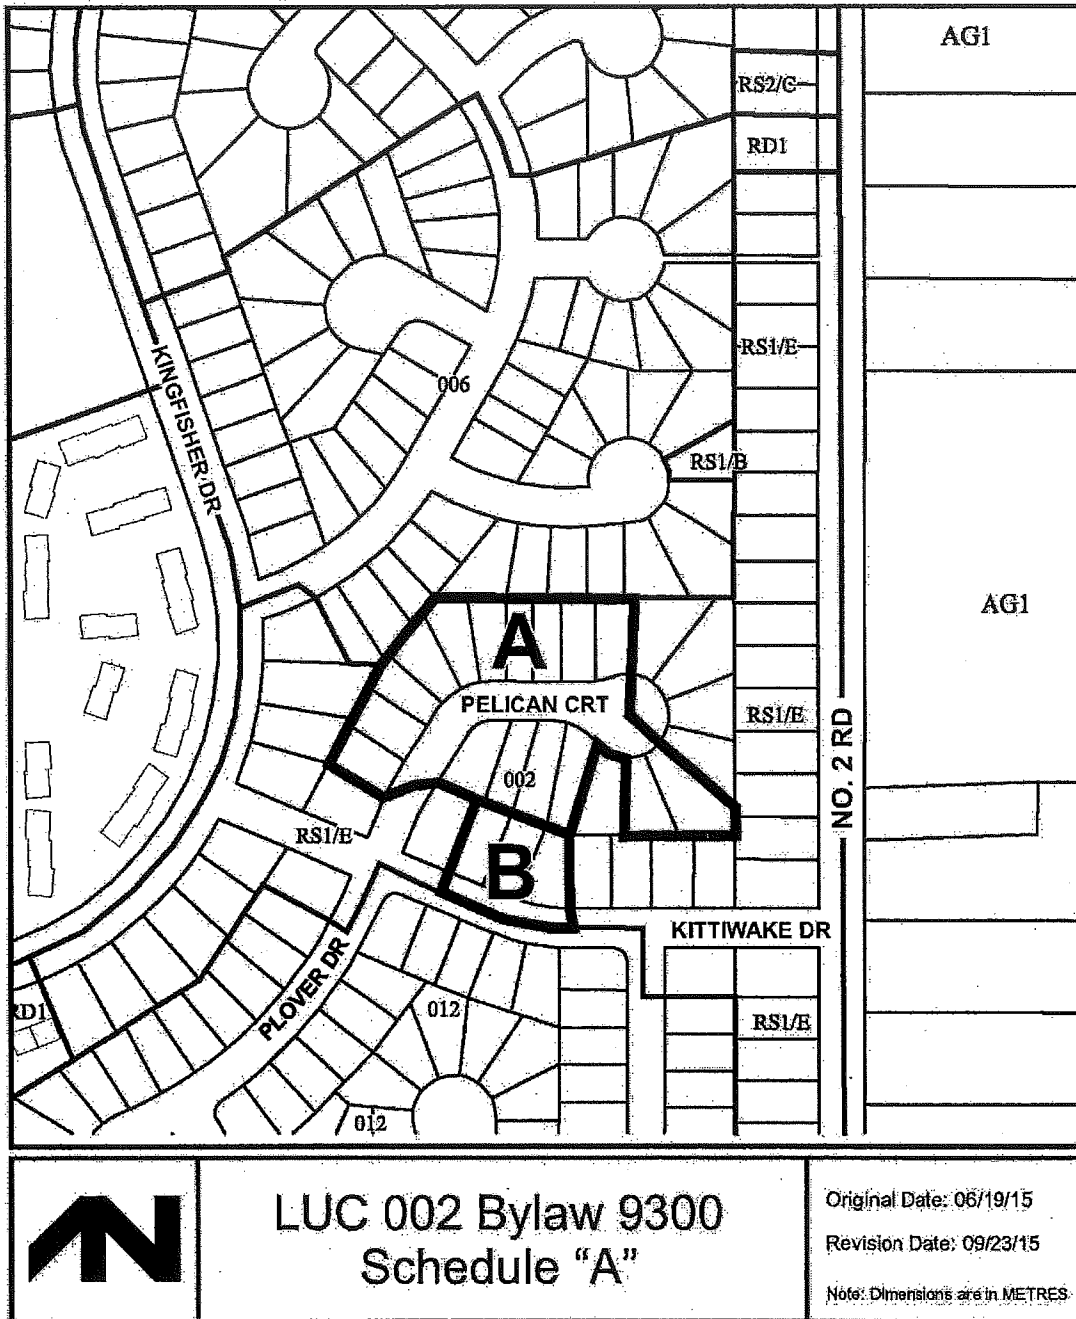 AG1
RS2/C
RD1
KINGFISHER DR
RS1/E
006
RS1/B
A
AG1
PELICAN CRT
RS1/E
NO. 2 RD
002
RS1/E
B
KITTIWAKE DR
PLOVER DR
RD1
012
RS1/E
012
N
LUC 002 Bylaw 9300
Schedule “A”
Original Date: 06/19/15
Revision Date: 09/23/15
Note: Dimensions are in METRES